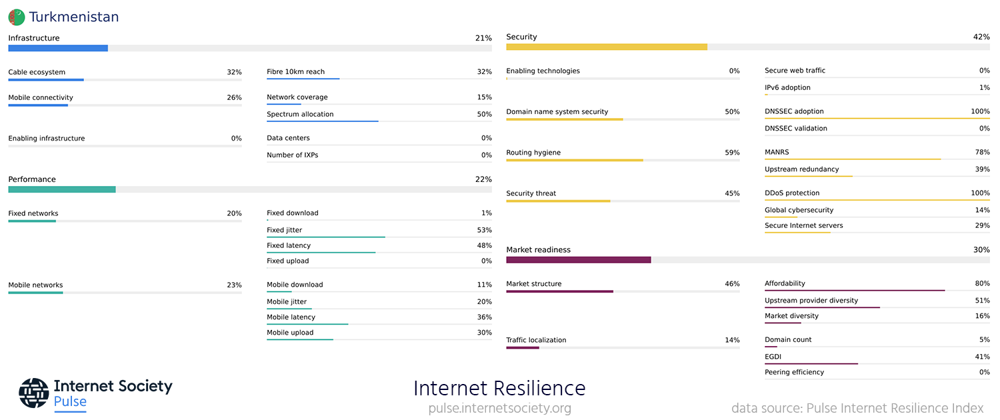 Turkmenistan
Infrastructure 21%
Cable ecosystem 32%
Fibre 10km reach 32%
Mobile connectivity 26%
Network coverage 15%
Spectrum allocation 50%
Enabling infrastructure 0%
Data centers 0%
Number of IXPs 0%
Performance 22%
Fixed networks 20%
Fixed download 1%
Fixed jitter 53%
Fixed latency 48%
Fixed upload 0%
Mobile networks 23%
Mobile download 11%
Mobile jitter 20%
Mobile latency 36%
Mobile upload 30%
Security 42%
Enabling technologies 0%
Secure web traffic 0%
IPv6 adoption 1%
Domain name system security 50%
DNSSEC adoption 100%
DNSSEC validation 0%
Routing hygiene 59%
MANRS 78%
Upstream redundancy 39%
Security threat 45%
DDoS protection 100%
Global cybersecurity 14%
Secure Internet servers 29%
Market readiness 30%
Market structure 46%
Affordability 80%
Upstream provider diversity 51%
Market diversity 16%
Traffic localization 14%
Domain count 5%
EGDI 41%
Peering efficiency 0%
Internet Society
Pulse
Internet Resilience
pulse.internetsociety.org
data source: Pulse Internet Resilience Index